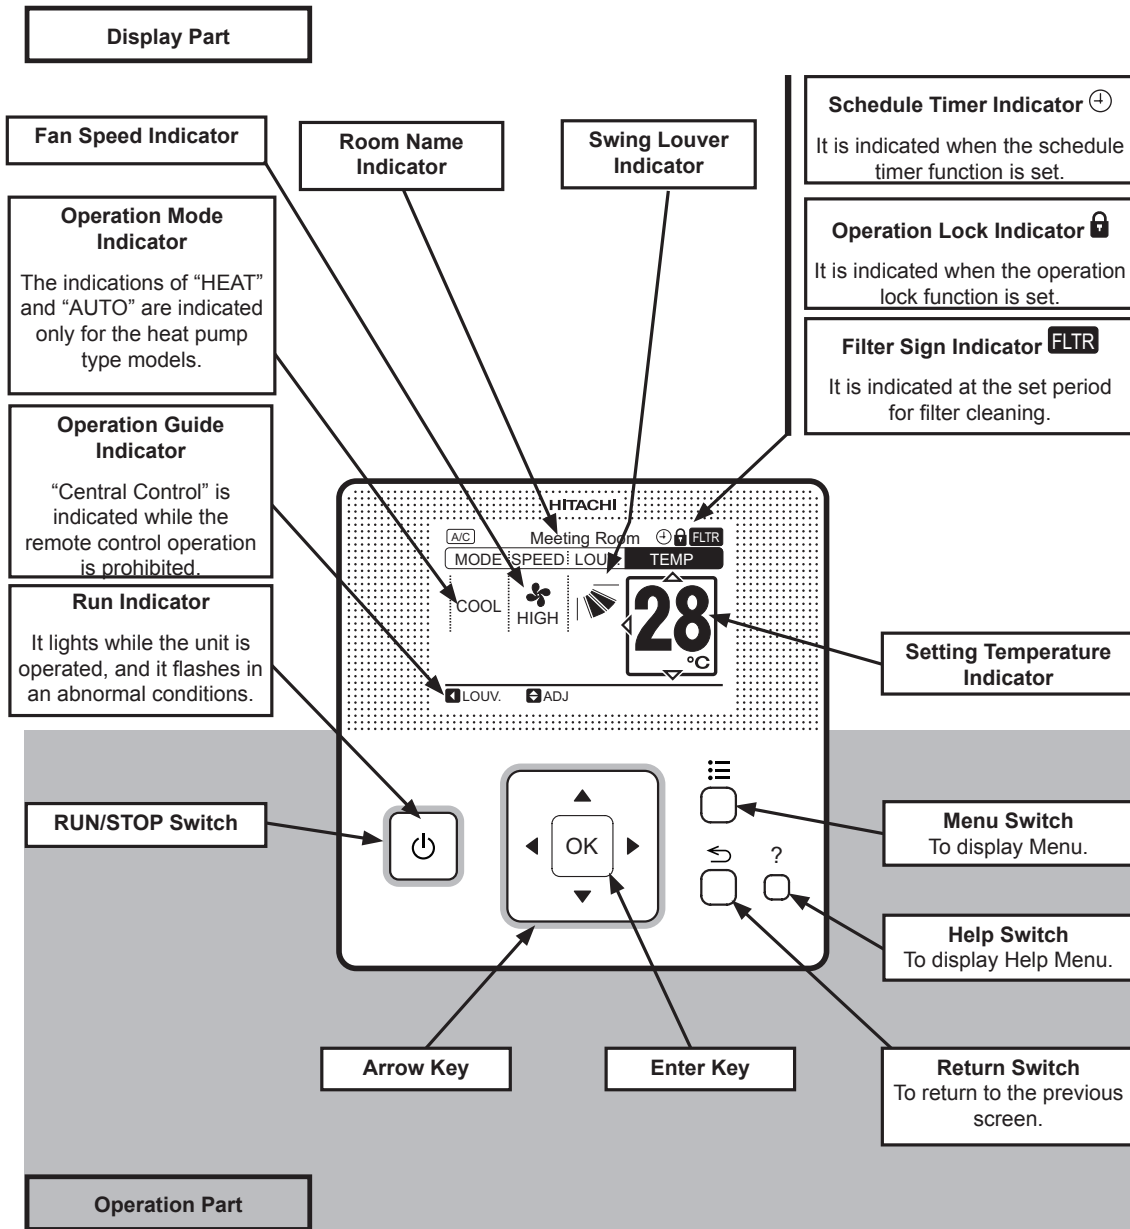 Display Part
Fan Speed Indicator
Room Name
Indicator
Swing Louver
Indicator
Schedule Timer Indicator
It is indicated when the schedule
timer function is set.
Operation Lock Indicator
It is indicated when the operation
lock function is set.
Filter Sign Indicator FLTR
It is indicated at the set period
for filter cleaning.
Operation Mode
Indicator
The indications of “HEAT”
and “AUTO” are indicated
only for the heat pump
type models.
Operation Guide
Indicator
“Central Control” is
indicated while the
remote control operation
is prohibited.
Run Indicator
It lights while the unit is
operated, and it flashes in
an abnormal conditions.
HITACHI
A/C Meeting Room FLTR
MODE SPEED LOUV. TEMP
COOL HIGH 28 °C
LOUV. ADJ
Setting Temperature
Indicator
RUN/STOP Switch
OK
?
Menu Switch
To display Menu.
Help Switch
To display Help Menu.
Arrow Key
Enter Key
Return Switch
To return to the previous
screen.
Operation Part